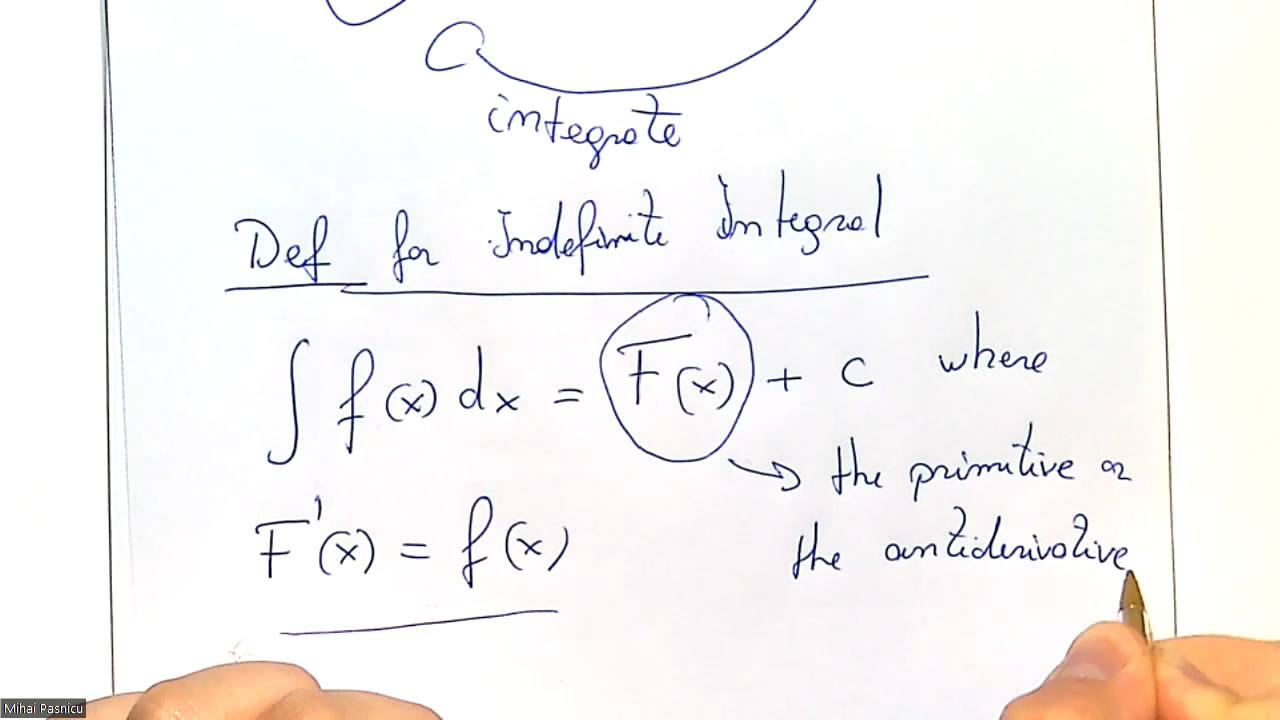 integrate
Def for Indefinite Integral
∫ f(x) dx = F(x) + c where
the primitive or
F'(x) = f(x)
the antiderivative
Mihai Pasnicu